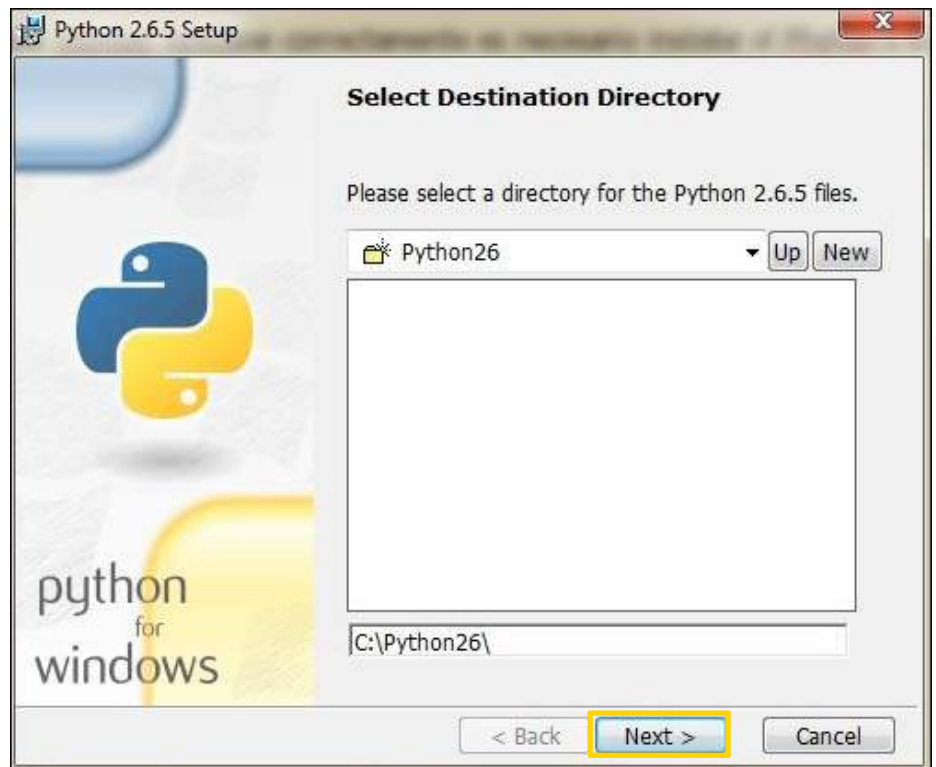 Python 2.6.5 Setup
Select Destination Directory
Please select a directory for the Python 2.6.5 files.
Python26
Up
New
C:\Python26\
python
for
windows
< Back
Next >
Cancel